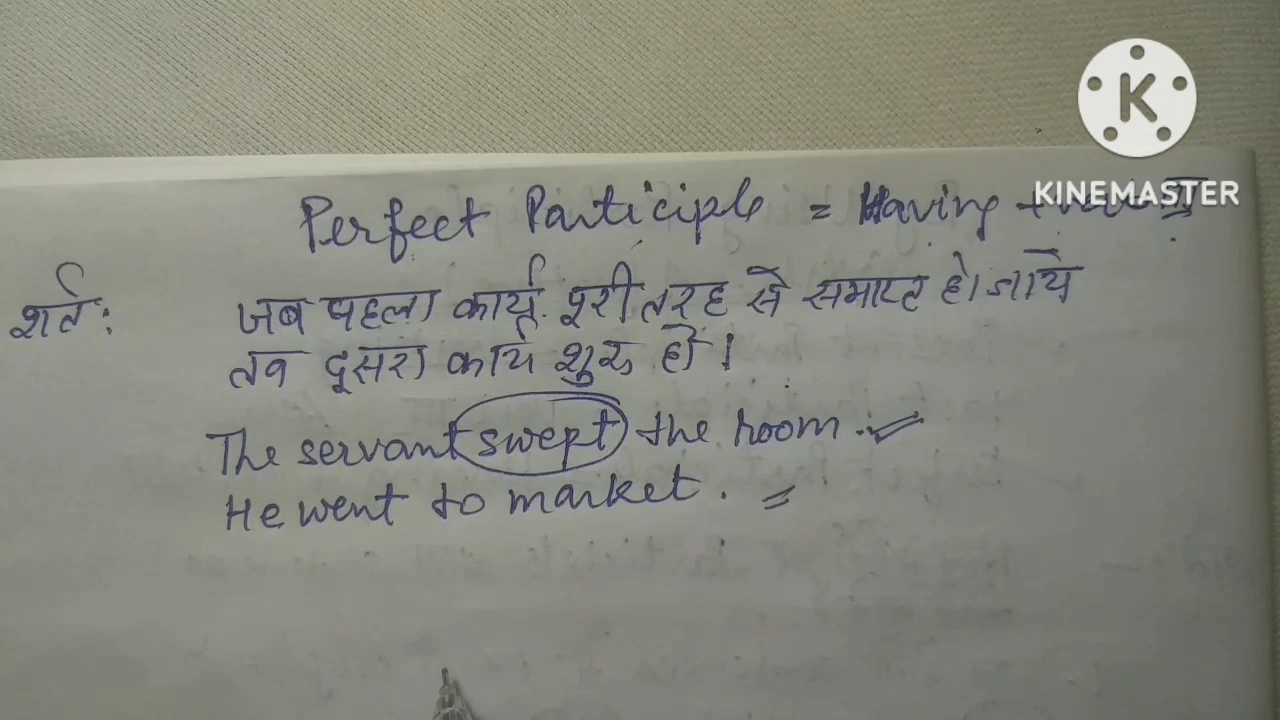 KINEMASTER
Perfect Participle = Having +
शर्त: जब पहला कार्य पूरी तरह से समाप्त हो जाये
तब दूसरा कार्य शुरू हो।
The servant swept the room.
He went to market.